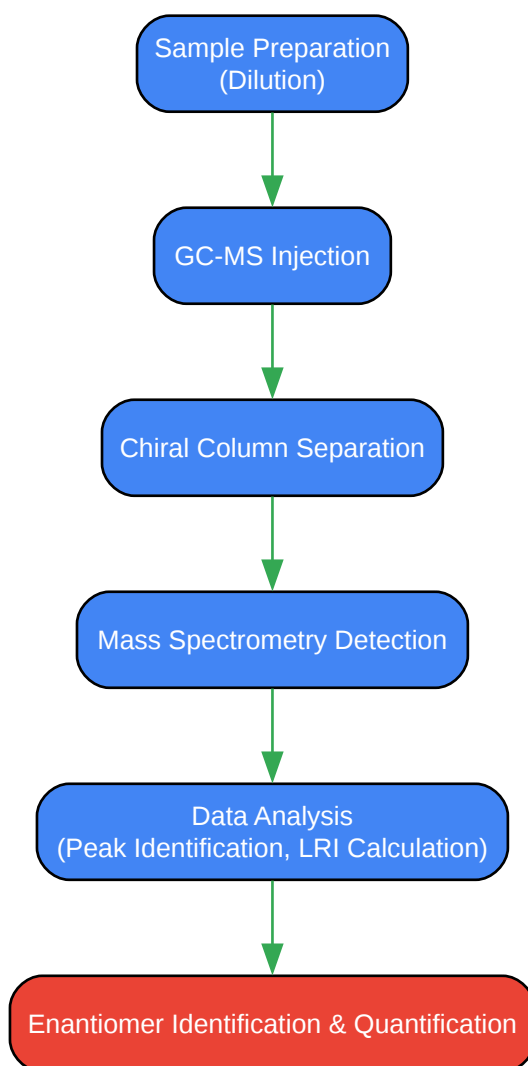 Sample Preparation
(Dilution)
GC-MS Injection
Chiral Column Separation
Mass Spectrometry Detection
Data Analysis
(Peak Identification, LRI Calculation)
Enantiomer Identification & Quantification